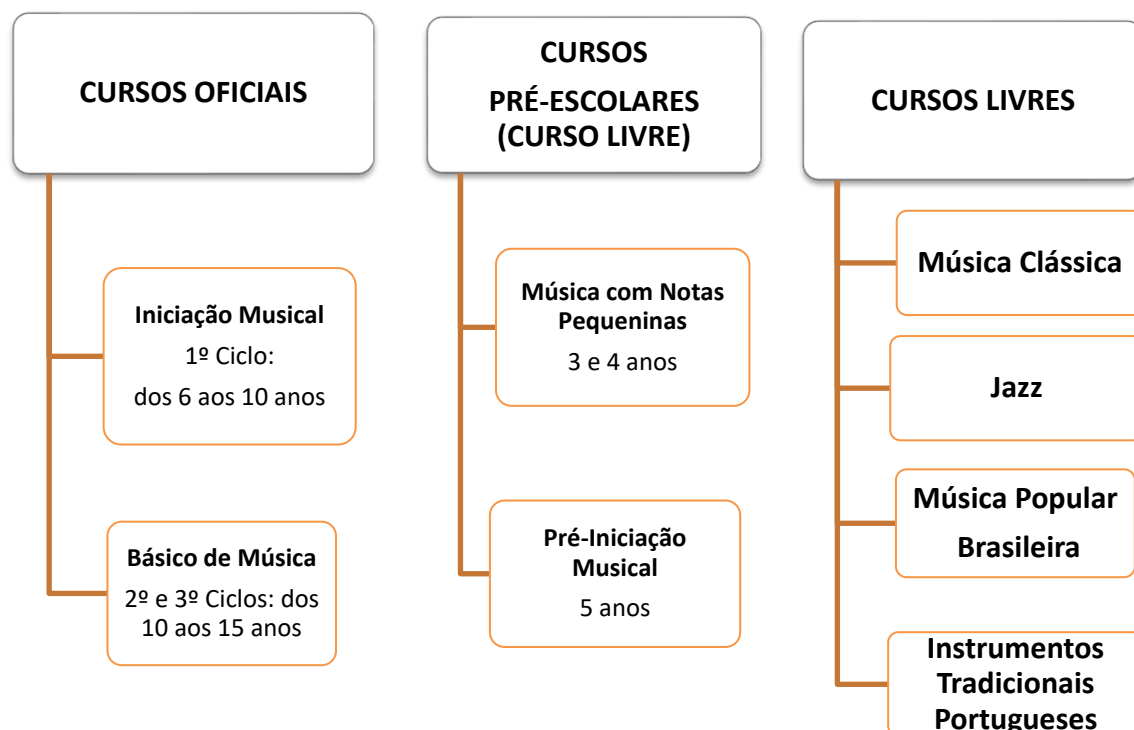 CURSOS OFICIAIS
Iniciação Musical
1º Ciclo:
dos 6 aos 10 anos
Básico de Música
2º e 3º Ciclos: dos
10 aos 15 anos
CURSOS
PRÉ-ESCOLARES
(CURSO LIVRE)
Música com Notas
Pequeninas
3 e 4 anos
Pré-Iniciação
Musical
5 anos
CURSOS LIVRES
Música Clássica
Jazz
Música Popular
Brasileira
Instrumentos
Tradicionais
Portugueses